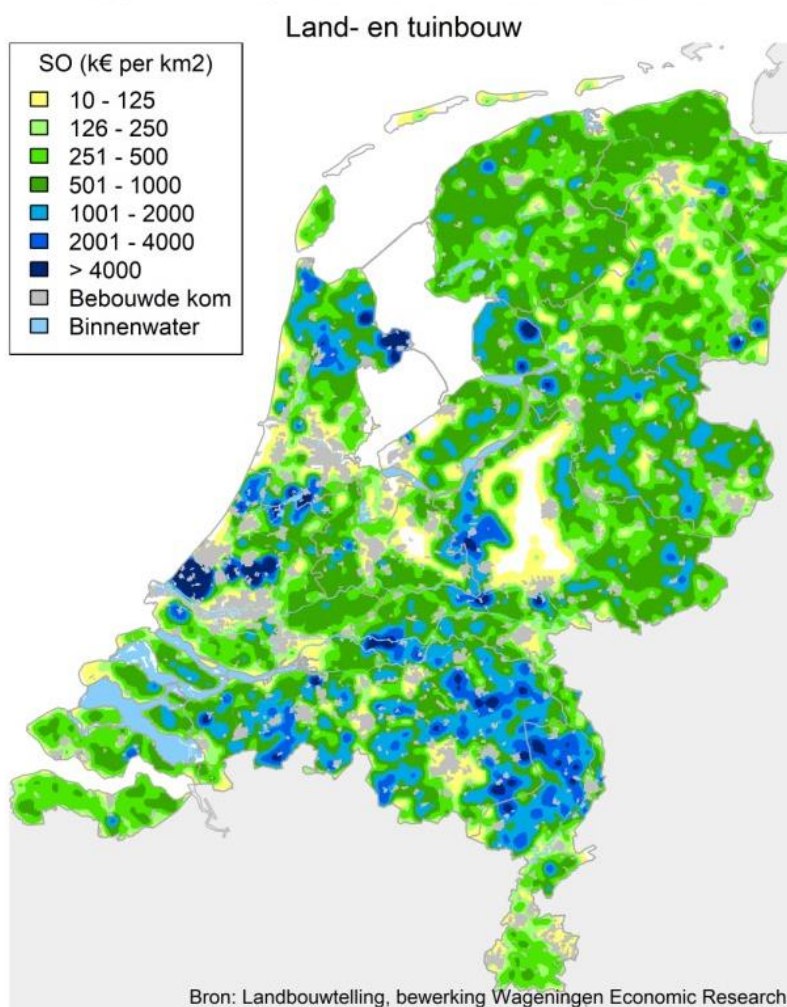 Land- en tuinbouw
SO (k€ per km2)
10 - 125
126 - 250
251 - 500
501 - 1000
1001 - 2000
2001 - 4000
> 4000
Bebouwde kom
Binnenwater
Bron: Landbouwtelling, bewerking Wageningen Economic Research